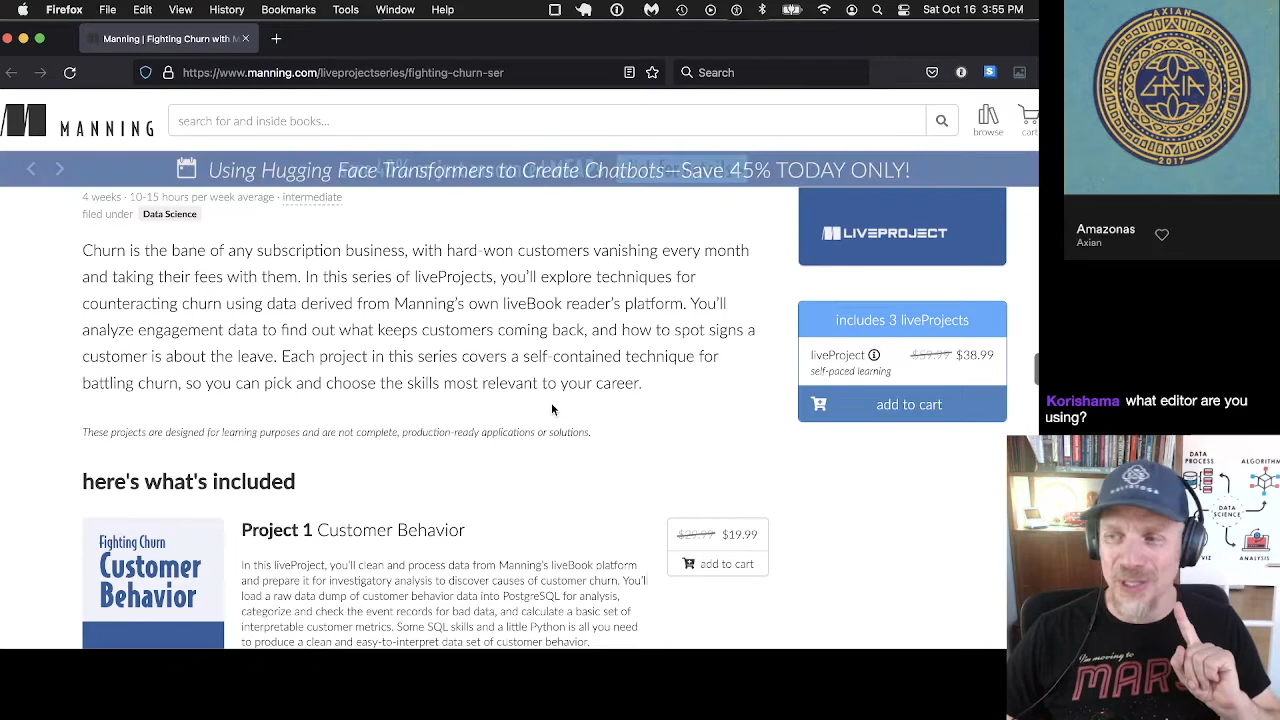 Firefox File Edit View History Bookmarks Tools Window Help Sat Oct 16 3:55 PM
Manning | Fighting Churn with M
https://www.manning.com/liveprojectseries/fighting-churn-ser
Search
MANNING
search for and inside books...
browse
cart
Using Hugging Face Transformers to Create Chatbots—Save 45% TODAY ONLY!
4 weeks · 10-15 hours per week average · intermediate
filed under Data Science
Churn is the bane of any subscription business, with hard-won customers vanishing every month
and taking their fees with them. In this series of liveProjects, you’ll explore techniques for
counteracting churn using data derived from Manning’s own liveBook reader’s platform. You’ll
analyze engagement data to find out what keeps customers coming back, and how to spot signs a
customer is about the leave. Each project in this series covers a self-contained technique for
battling churn, so you can pick and choose the skills most relevant to your career.
These projects are designed for learning purposes and are not complete, production-ready applications or solutions.
LIVEPROJECT
includes 3 liveProjects
liveProject $59.99 $38.99
self-paced learning
add to cart
here's what's included
Fighting Churn
Customer
Behavior
Project 1 Customer Behavior
In this liveProject, you’ll clean and process data from Manning’s liveBook platform
and prepare it for investigatory analysis to discover causes of customer churn. You’ll
load a raw data dump of customer behavior data into PostgreSQL for analysis,
categorize and check the event records for bad data, and calculate a basic set of
interpretable customer metrics. Some SQL skills and a little Python is all you need
to produce a clean and easy-to-interpret data set of customer behavior.
$29.99 $19.99
add to cart
AXIAN
GAIA
2017
Amazonas
Axian
Korishama what editor are you
using?
DATA
PROCESS
ALGORITHM
DATA
SCIENCE
VIZ
ANALYSIS
I'm moving to
MARS